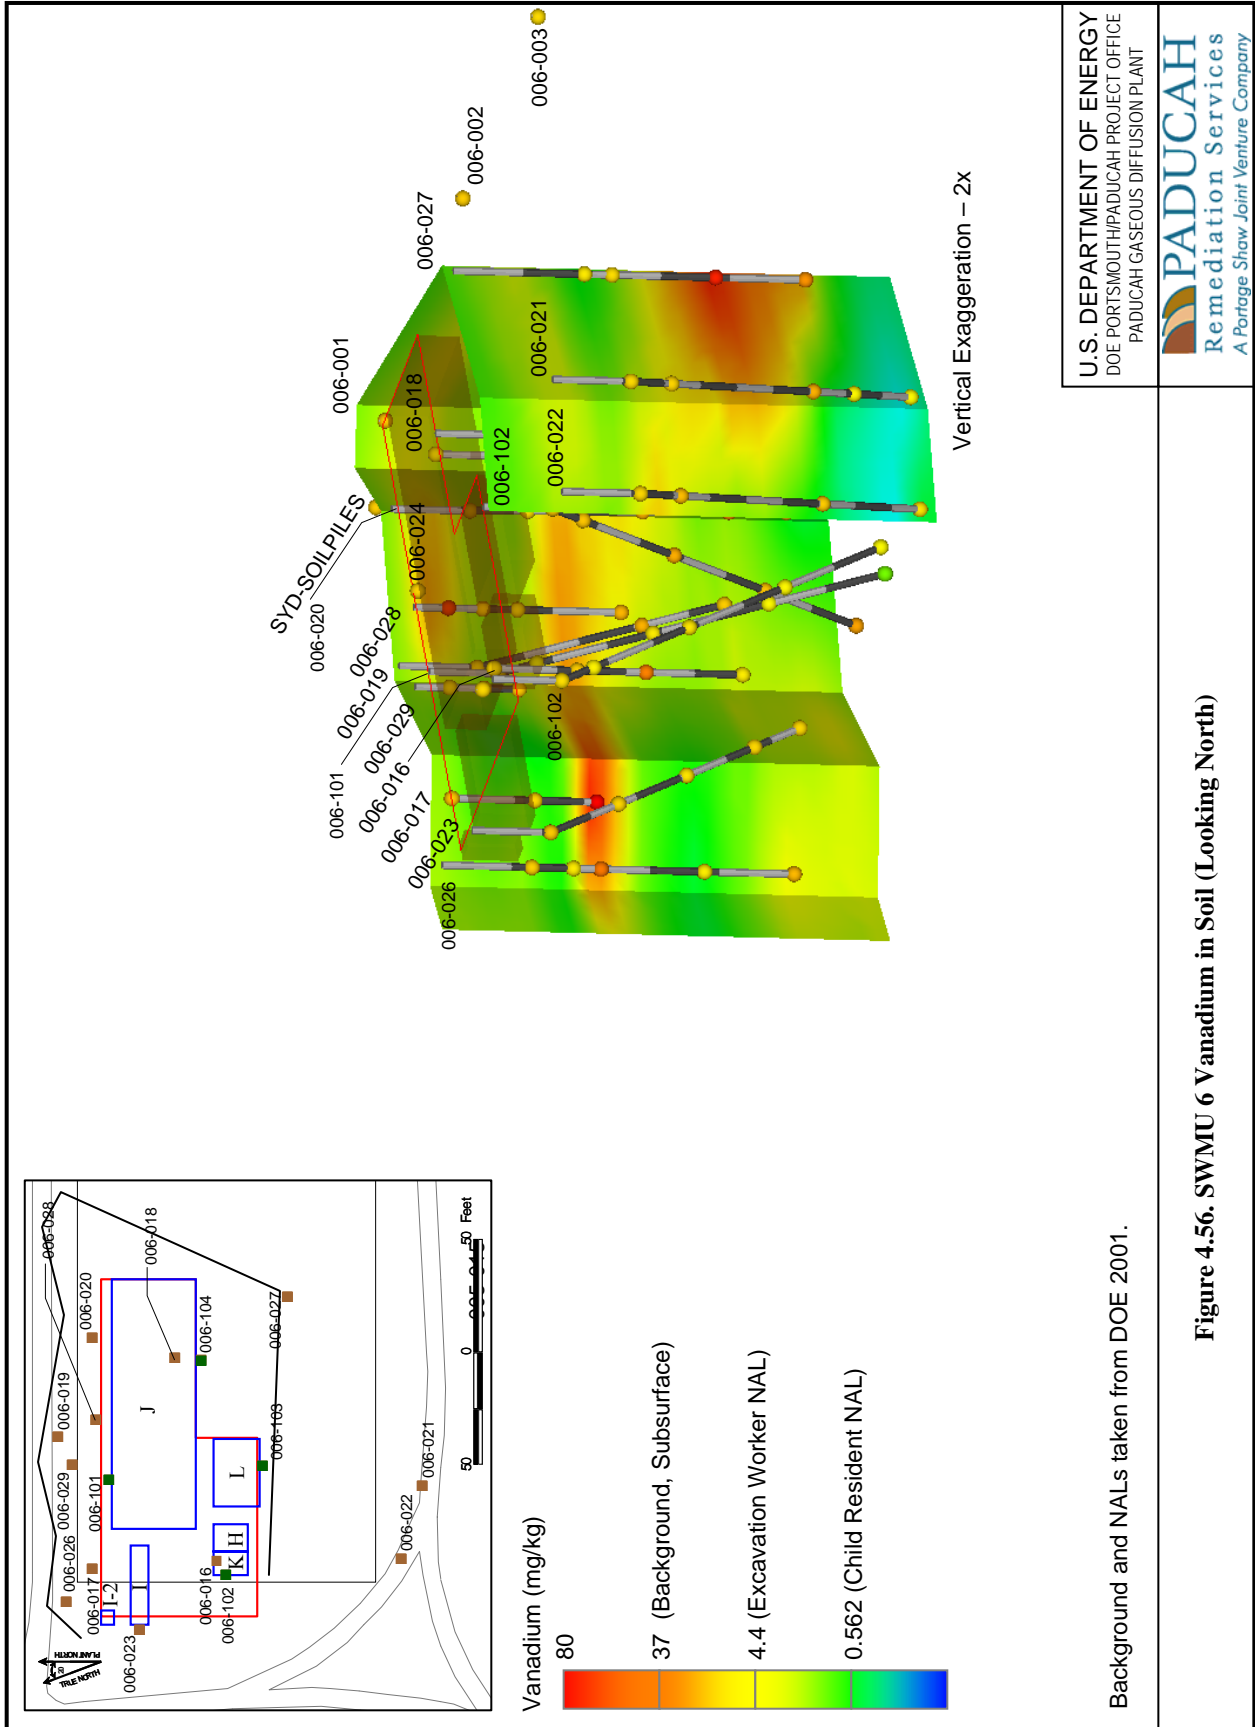 006-026
006-029
006-019
006-028
006-017
006-101
006-020
I-2
I
J
006-018
006-023
006-104
K
H
L
006-016
006-102
006-103
006-027
006-022
006-021
TRUE NORTH
PLANT NORTH
50
0
50 Feet
Vanadium (mg/kg)
80
37 (Background, Subsurface)
4.4 (Excavation Worker NAL)
0.562 (Child Resident NAL)
Background and NALs taken from DOE 2001.
SYD-SOILPILES
006-001
006-027
006-002
006-003
006-020
006-024
006-018
006-028
006-019
006-101
006-029
006-016
006-017
006-023
006-026
006-102
006-102
006-022
006-021
Vertical Exaggeration – 2x
U.S. DEPARTMENT OF ENERGY
DOE PORTSMOUTH/PADUCAH PROJECT OFFICE
PADUCAH GASEOUS DIFFUSION PLANT
PADUCAH
Remediation Services
A Portage Shaw Joint Venture Company
Figure 4.56. SWMU 6 Vanadium in Soil (Looking North)